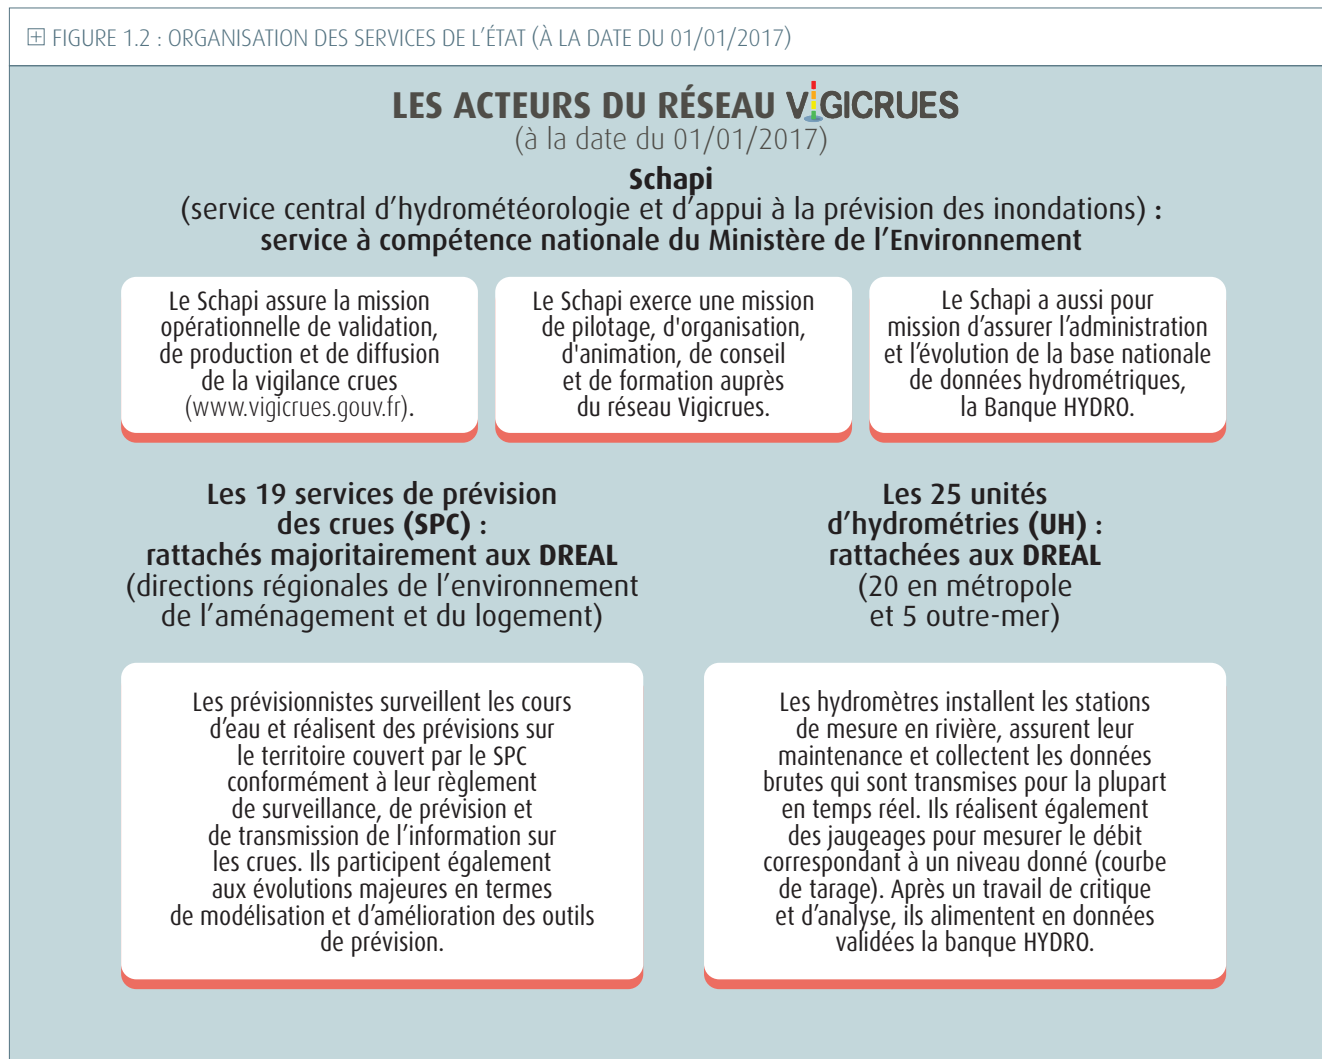 FIGURE 1.2 : ORGANISATION DES SERVICES DE L'ÉTAT (À LA DATE DU 01/01/2017)
LES ACTEURS DU RÉSEAU VIGICRUES
(à la date du 01/01/2017)
Schapi
(service central d'hydrométéorologie et d'appui à la prévision des inondations) :
service à compétence nationale du Ministère de l'Environnement
Le Schapi assure la mission
opérationnelle de validation,
de production et de diffusion
de la vigilance crues
(www.vigicrues.gouv.fr).
Le Schapi exerce une mission
de pilotage, d'organisation,
d'animation, de conseil
et de formation auprès
du réseau Vigicrues.
Le Schapi a aussi pour
mission d'assurer l'administration
et l'évolution de la base nationale
de données hydrométriques,
la Banque HYDRO.
Les 19 services de prévision
des crues (SPC) :
rattachés majoritairement aux DREAL
(directions régionales de l'environnement
de l'aménagement et du logement)
Les 25 unités
d'hydrométries (UH) :
rattachées aux DREAL
(20 en métropole
et 5 outre-mer)
Les prévisionnistes surveillent les cours
d'eau et réalisent des prévisions sur
le territoire couvert par le SPC
conformément à leur règlement
de surveillance, de prévision et
de transmission de l'information sur
les crues. Ils participent également
aux évolutions majeures en termes
de modélisation et d'amélioration des outils
de prévision.
Les hydromètres installent les stations
de mesure en rivière, assurent leur
maintenance et collectent les données
brutes qui sont transmises pour la plupart
en temps réel. Ils réalisent également
des jaugeages pour mesurer le débit
correspondant à un niveau donné (courbe
de tarage). Après un travail de critique
et d'analyse, ils alimentent en données
validées la banque HYDRO.